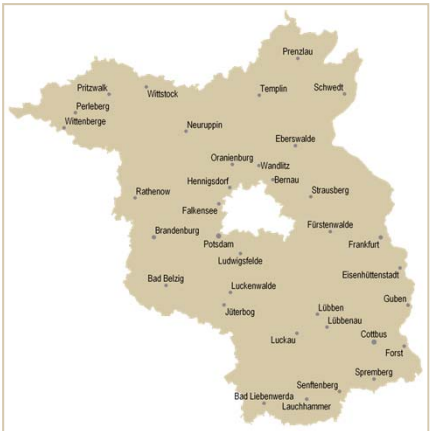 Prenzlau
Pritzwalk
Wittstock
Templin
Schwedt
Perleberg
Wittenberge
Neuruppin
Eberswalde
Oranienburg
Wandlitz
Hennigsdorf
Bernau
Rathenow
Strausberg
Falkensee
Brandenburg
Potsdam
Fürstenwalde
Frankfurt
Ludwigsfelde
Eisenhüttenstadt
Bad Belzig
Luckenwalde
Guben
Jüterbog
Lübben
Lübbenau
Luckau
Cottbus
Forst
Spremberg
Senftenberg
Bad Liebenwerda
Lauchhammer